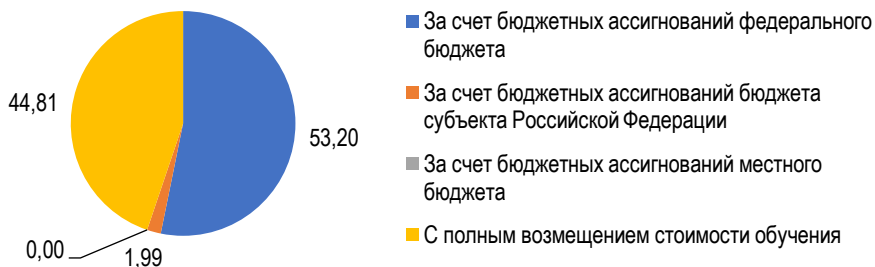 44,81
53,20
0,00
1,99
За счет бюджетных ассигнований федерального
бюджета
За счет бюджетных ассигнований бюджета
субъекта Российской Федерации
За счет бюджетных ассигнований местного
бюджета
С полным возмещением стоимости обучения